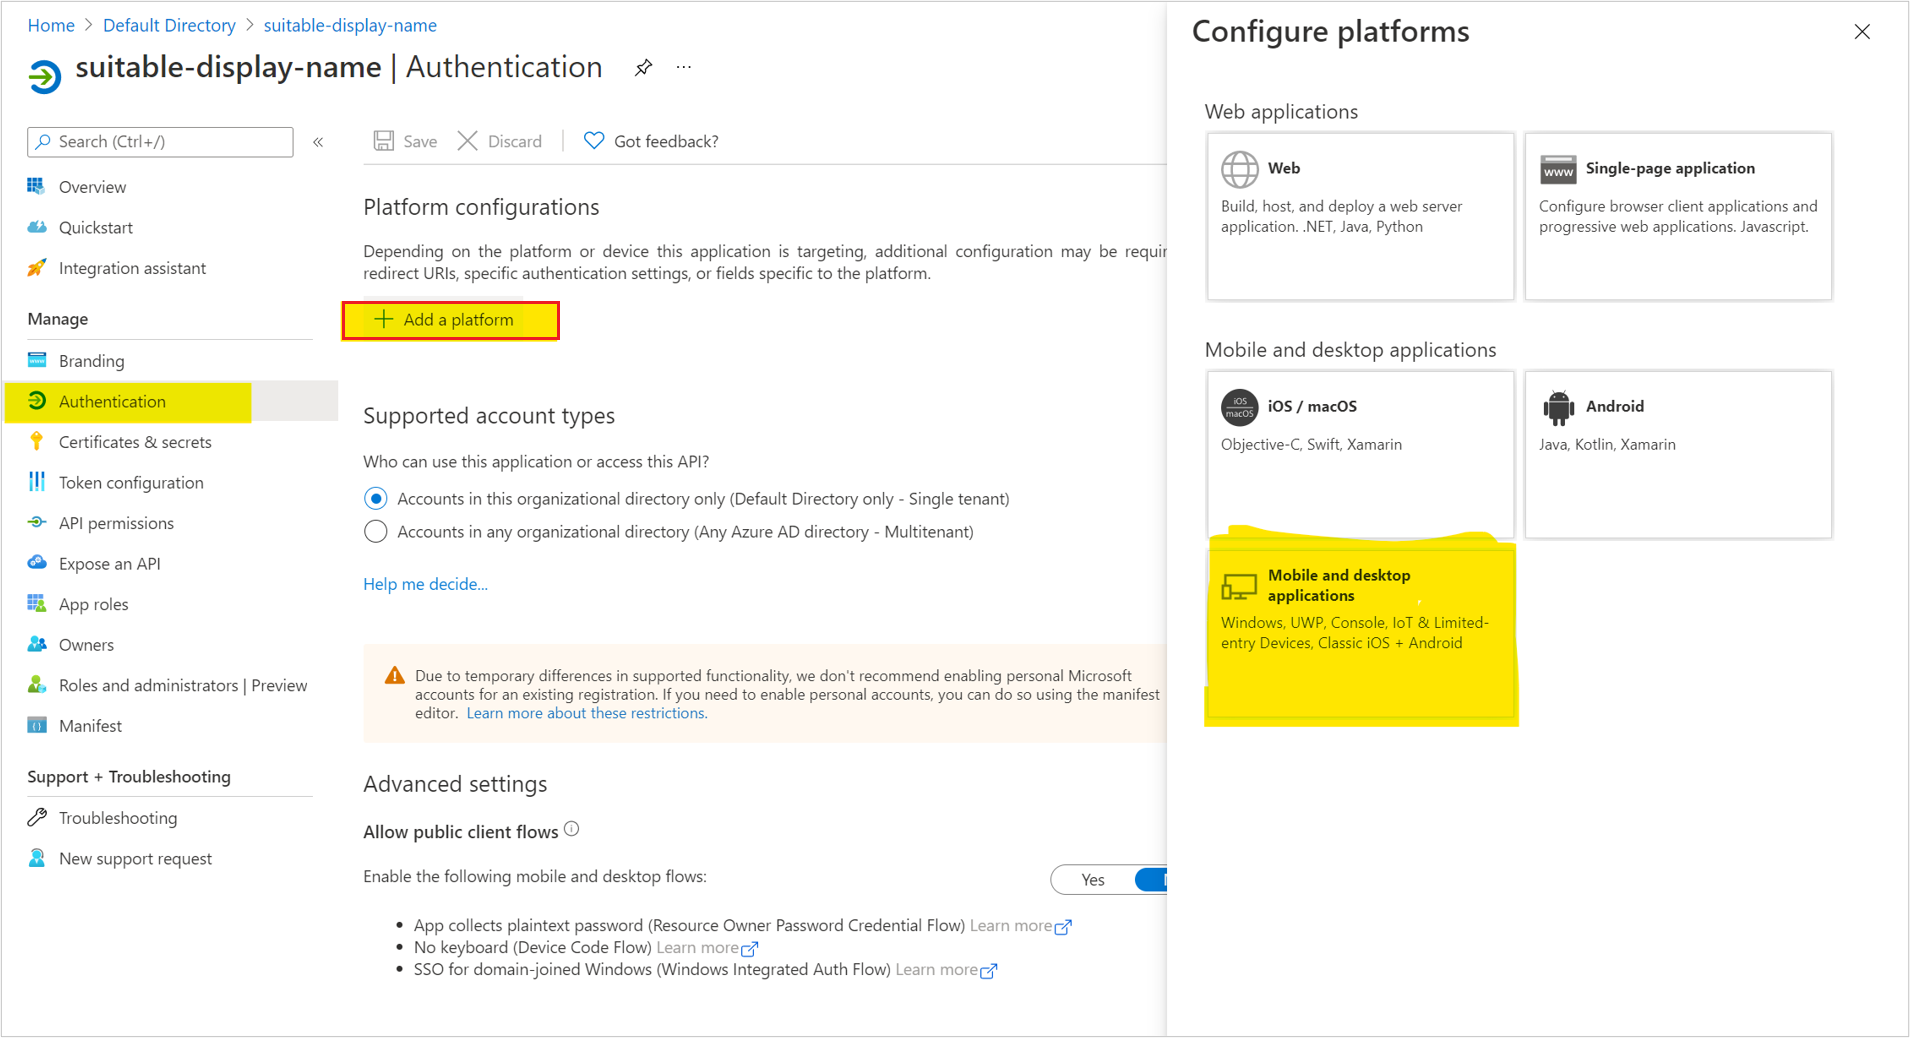 Home > Default Directory > suitable-display-name
suitable-display-name | Authentication
Search (Ctrl+/)
Overview
Quickstart
Integration assistant
Manage
Branding
Authentication
Certificates & secrets
Token configuration
API permissions
Expose an API
App roles
Owners
Roles and administrators | Preview
Manifest
Support + Troubleshooting
Troubleshooting
New support request
Save Discard Got feedback?
Platform configurations
Depending on the platform or device this application is targeting, additional configuration may be requir
redirect URIs, specific authentication settings, or fields specific to the platform.
+ Add a platform
Supported account types
Who can use this application or access this API?
Accounts in this organizational directory only (Default Directory only - Single tenant)
Accounts in any organizational directory (Any Azure AD directory - Multitenant)
Help me decide...
Due to temporary differences in supported functionality, we don't recommend enabling personal Microsoft
accounts for an existing registration. If you need to enable personal accounts, you can do so using the manifest
editor. Learn more about these restrictions.
Advanced settings
Allow public client flows
Enable the following mobile and desktop flows:
Yes
• App collects plaintext password (Resource Owner Password Credential Flow) Learn more
• No keyboard (Device Code Flow) Learn more
• SSO for domain-joined Windows (Windows Integrated Auth Flow) Learn more
Configure platforms
Web applications
Web
Build, host, and deploy a web server
application. .NET, Java, Python
www
Single-page application
Configure browser client applications and
progressive web applications. Javascript.
Mobile and desktop applications
iOS
macOS
iOS / macOS
Objective-C, Swift, Xamarin
Android
Java, Kotlin, Xamarin
Mobile and desktop
applications
Windows, UWP, Console, IoT & Limited-
entry Devices, Classic iOS + Android